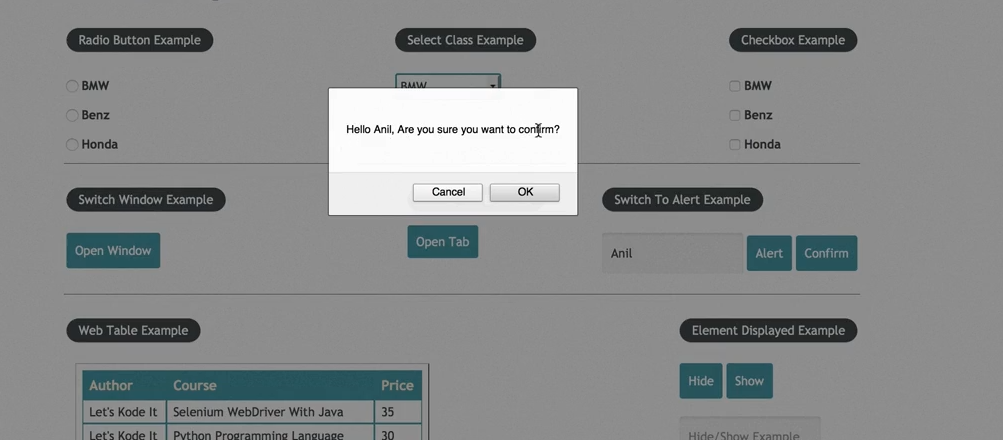 Radio Button Example
Select Class Example
Checkbox Example
BMW
Benz
Honda
BMW
BMW
Benz
Honda
Hello Anil, Are you sure you want to confirm?
Cancel
OK
Switch Window Example
Switch To Alert Example
Open Window
Open Tab
Anil
Alert
Confirm
Web Table Example
Element Displayed Example
Author Course Price
Let's Kode It Selenium WebDriver With Java 35
Let's Kode It Python Programming Language 30
Hide
Show
Hide/Show Example